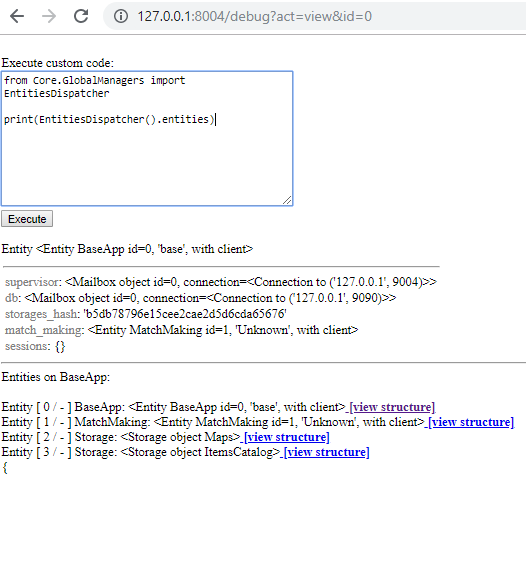 127.0.0.1:8004/debug?act=view&id=0
Execute custom code:
from Core.GlobalManagers import
EntitiesDispatcher
print(EntitiesDispatcher().entities)
Execute
Entity <Entity BaseApp id=0, 'base', with client>
supervisor: <Mailbox object id=0, connection=<Connection to ('127.0.0.1', 9004)>>
db: <Mailbox object id=0, connection=<Connection to ('127.0.0.1', 9090)>>
storages_hash: 'b5db78796e15cee2cae2d5d6cda65676'
match_making: <Entity MatchMaking id=1, 'Unknown', with client>
sessions: {}
Entities on BaseApp:
Entity [ 0 / - ] BaseApp: <Entity BaseApp id=0, 'base', with client> [view structure]
Entity [ 1 / - ] MatchMaking: <Entity MatchMaking id=1, 'Unknown', with client> [view structure]
Entity [ 2 / - ] Storage: <Storage object Maps> [view structure]
Entity [ 3 / - ] Storage: <Storage object ItemsCatalog> [view structure]
{